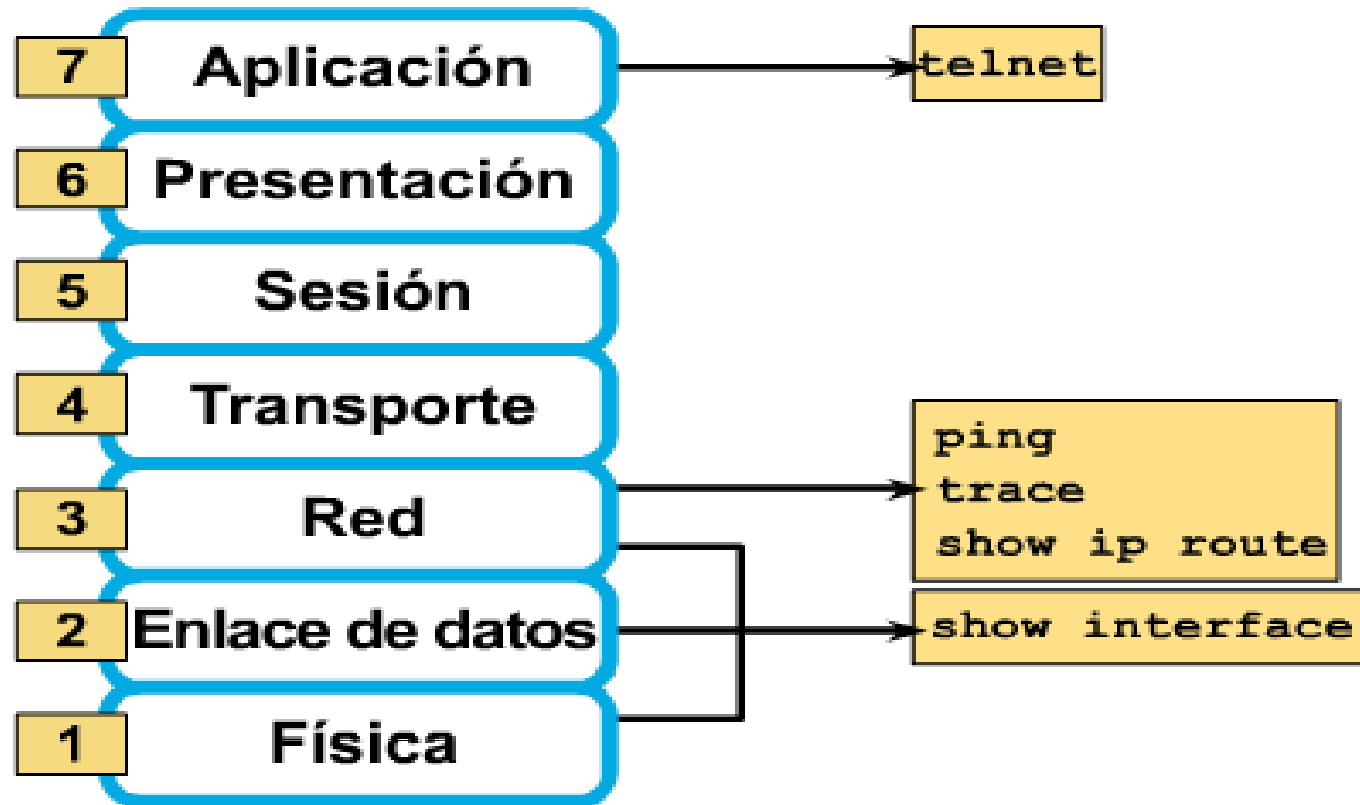 7 Aplicación telnet
6 Presentación
5 Sesión
4 Transporte
3 Red
ping
trace
show ip route
2 Enlace de datos show interface
1 Física